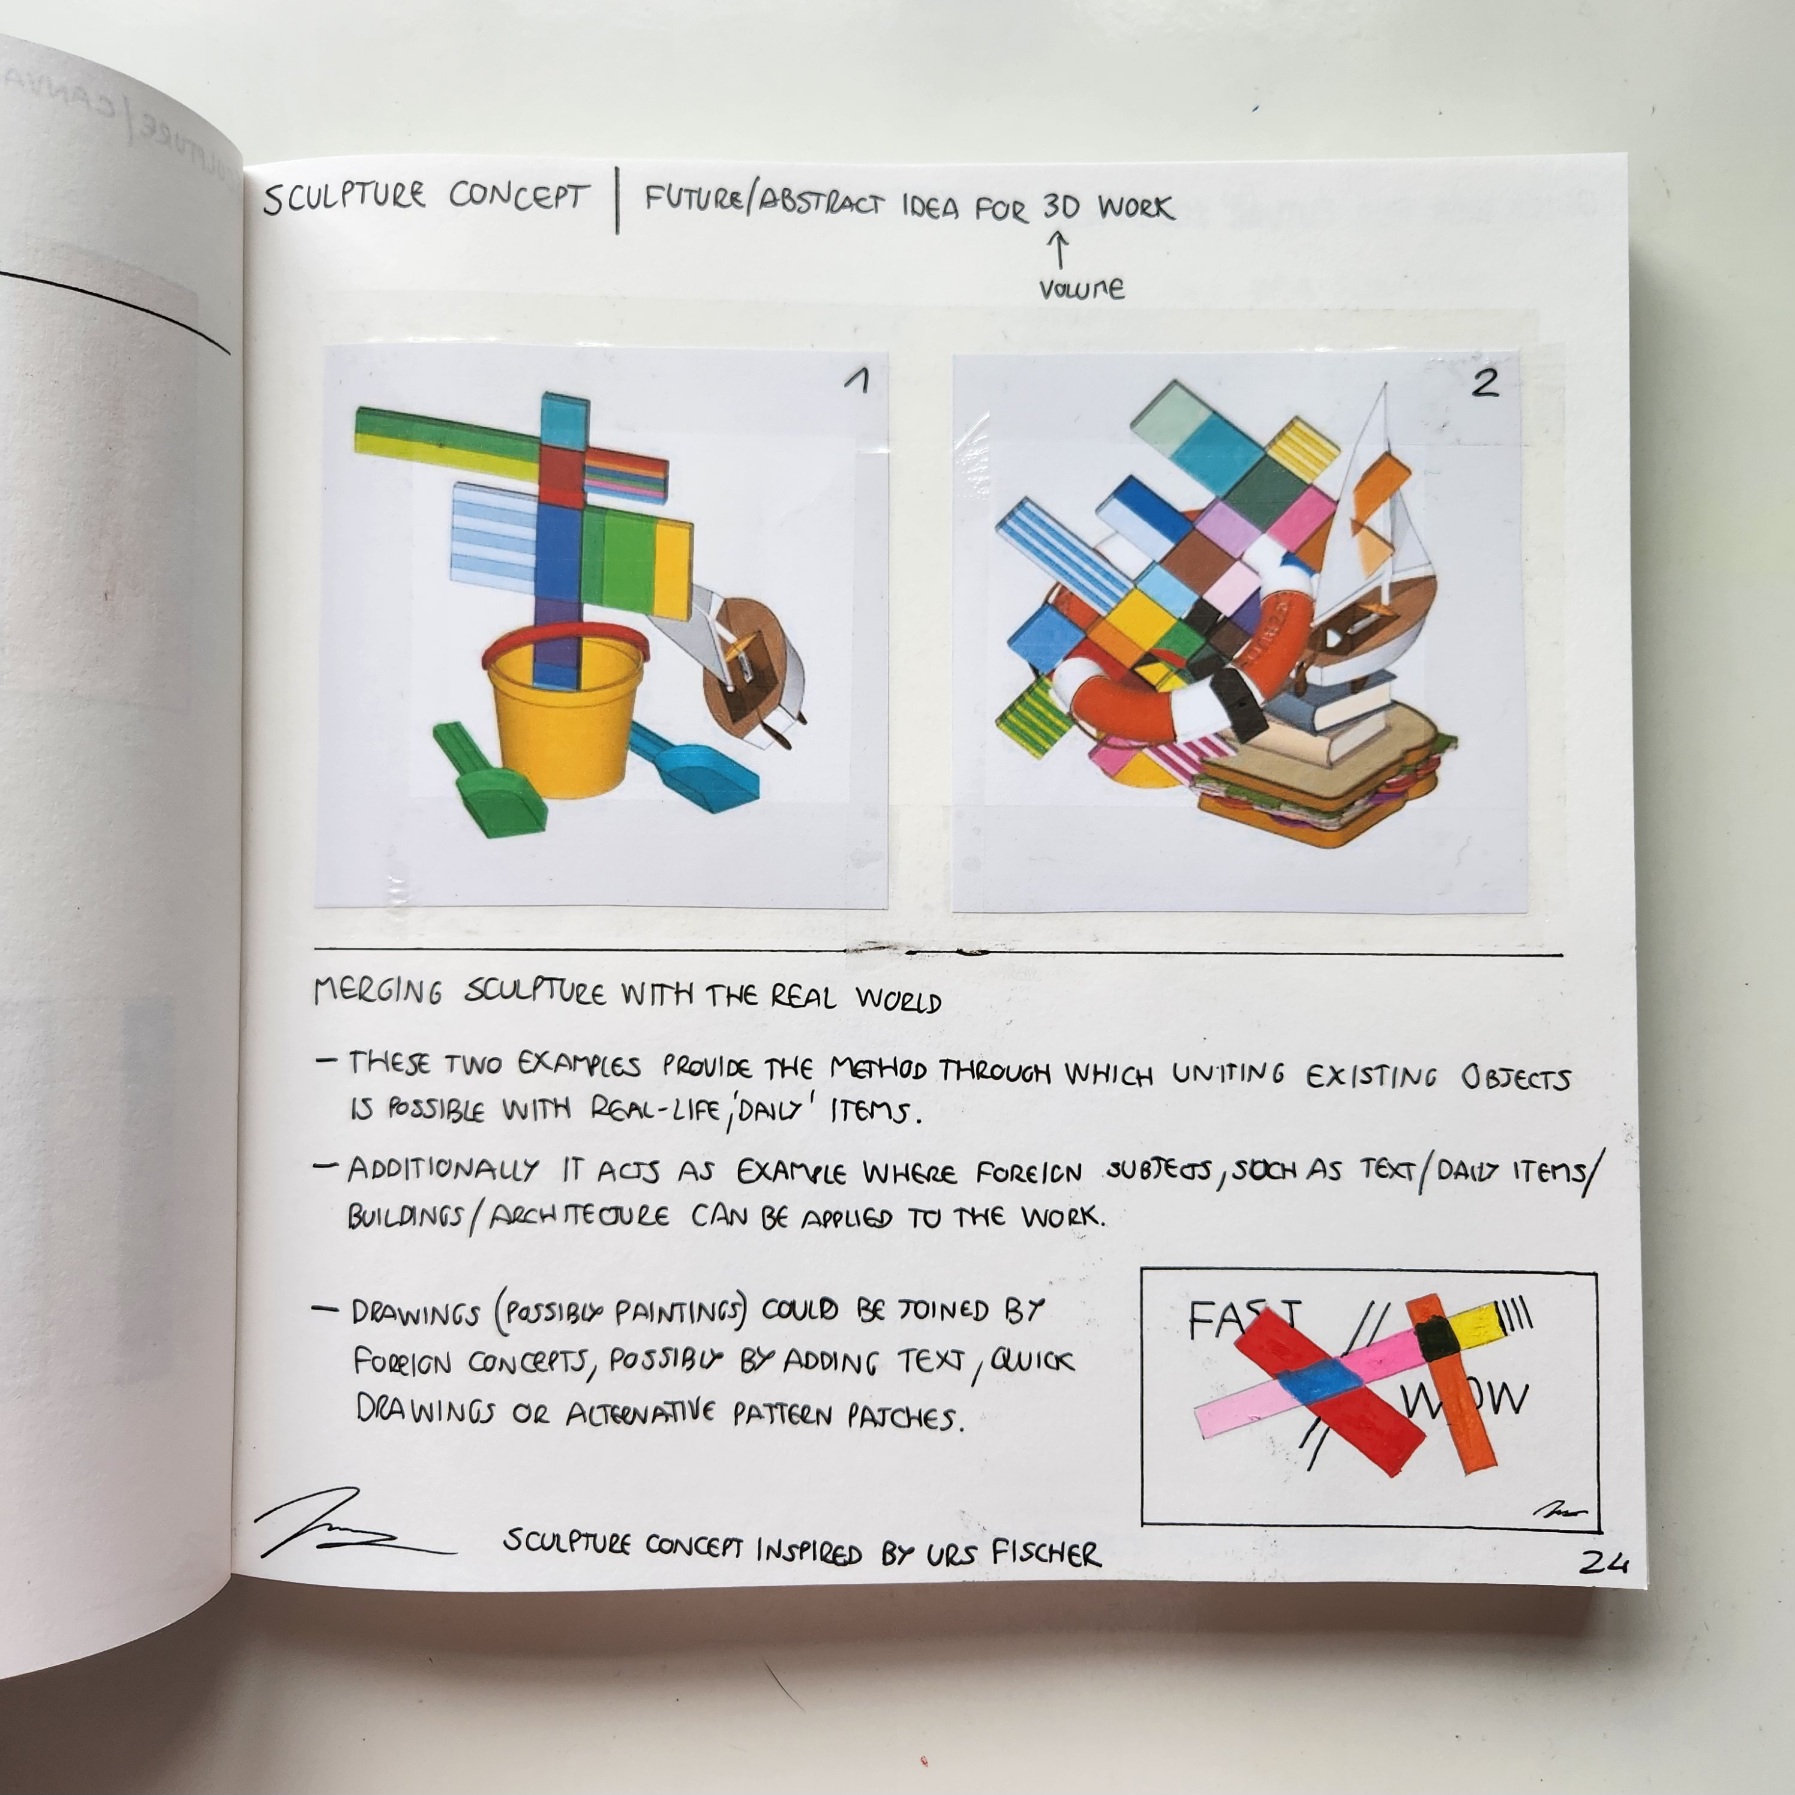 SCULPTURE CONCEPT | FUTURE/ABSTRACT IDEA FOR 3D WORK
↑
VOLUME
1
2
MERGING SCULPTURE WITH THE REAL WORLD
— THESE TWO EXAMPLES PROVIDE THE METHOD THROUGH WHICH UNITING EXISTING OBJECTS
IS POSSIBLE WITH REAL-LIFE, 'DAILY' ITEMS.
— ADDITIONALLY IT ACTS AS EXAMPLE WHERE FOREIGN SUBJECTS, SUCH AS TEXT/DAILY ITEMS/
BUILDINGS/ARCHITECTURE CAN BE APPLIED TO THE WORK.
— DRAWINGS (POSSIBLY PAINTINGS) COULD BE JOINED BY
FOREIGN CONCEPTS, POSSIBLY BY ADDING TEXT, QUICK
DRAWINGS OR ALTERNATIVE PATTERN PATCHES.
FAST //
WOW
SCULPTURE CONCEPT INSPIRED BY URS FISCHER
24